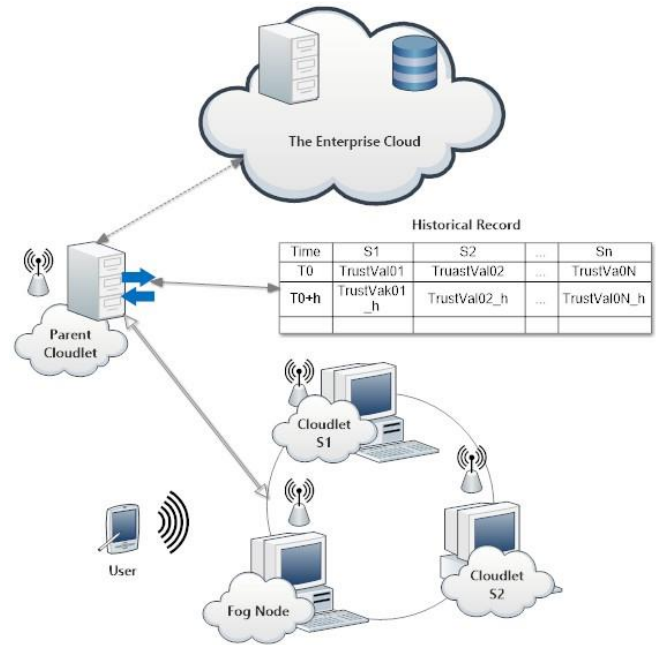 The Enterprise Cloud
Historical Record
Time S1 S2 ... Sn
T0 TrustVal01 TruastVal02 ... TrustVa0N
T0+h TrustVak01
_h TrustVal02_h ... TrustVal0N_h
Parent
Cloudlet
Cloudlet
S1
User
Fog Node
Cloudlet
S2